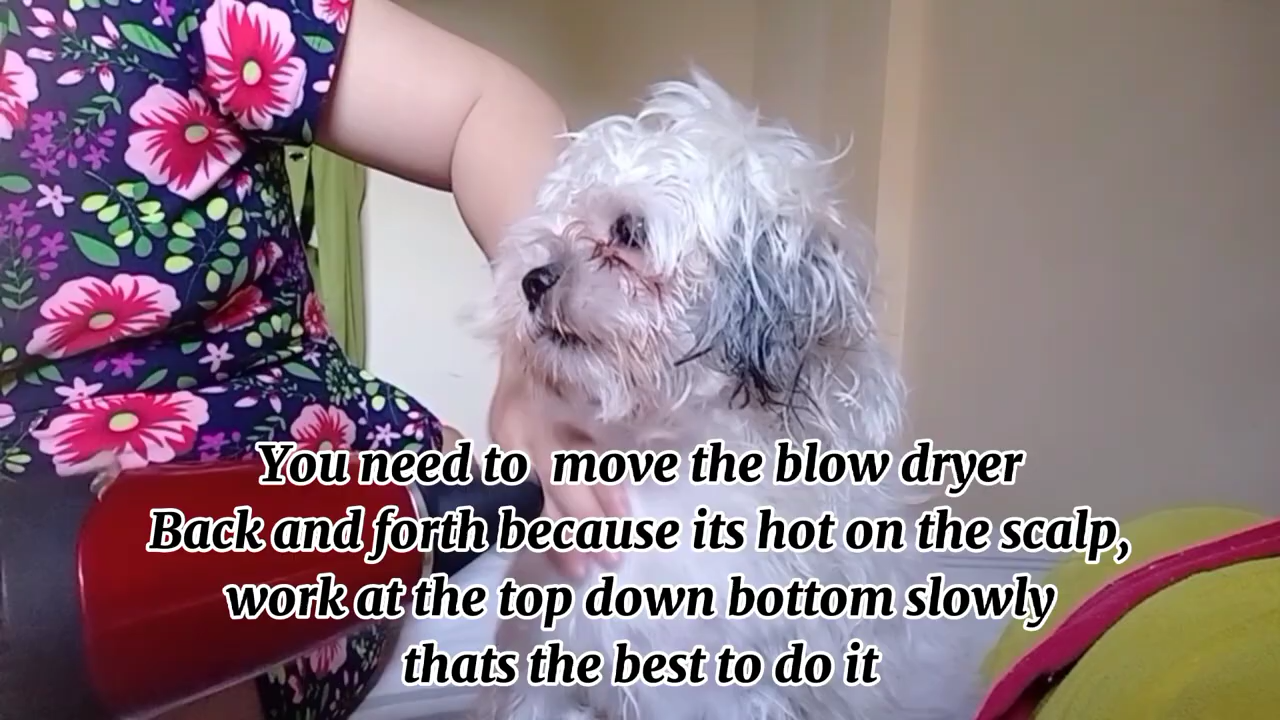 You need to move the blow dryer
Back and forth because its hot on the scalp,
work at the top down bottom slowly
thats the best to do it